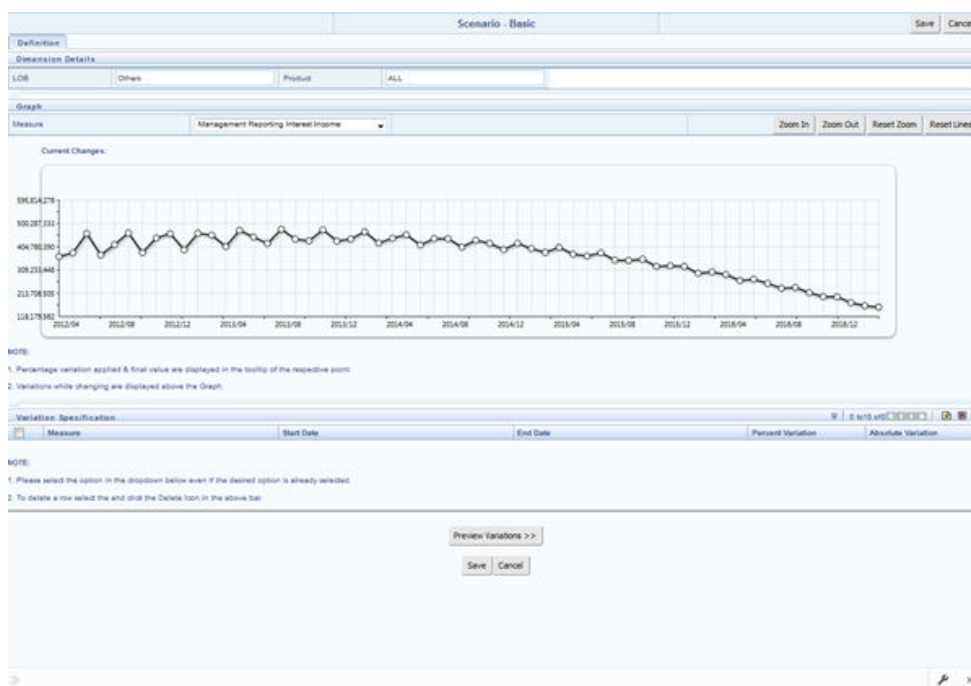 Scenario - Basic
Save Cancel
Definition
Dimension Details
LOB Others Product ALL
Graph
Measure Management Reporting Interest Income Zoom In Zoom Out Reset Zoom Reset Lines
Current Changes:
500,287,333
404,760,390
309,233,448
213,706,505
118,179,562
2012/04 2012/08 2012/12 2013/04 2013/08 2013/12 2014/04 2014/08 2014/12 2015/04 2015/08 2015/12 2016/04 2016/08 2016/12
NOTE:
1. Percentage variation applied & final value are displayed in the tooltip of the respective point.
2. Variations while changing are displayed above the Graph.
Variation Specification
Measure Start Date End Date Percent Variation Absolute Variation
NOTE:
1. Please select the option in the dropdown below even if the desired option is already selected.
2. To delete a row select the and click the Delete Icon in the above bar.
Preview Variations >>
Save Cancel